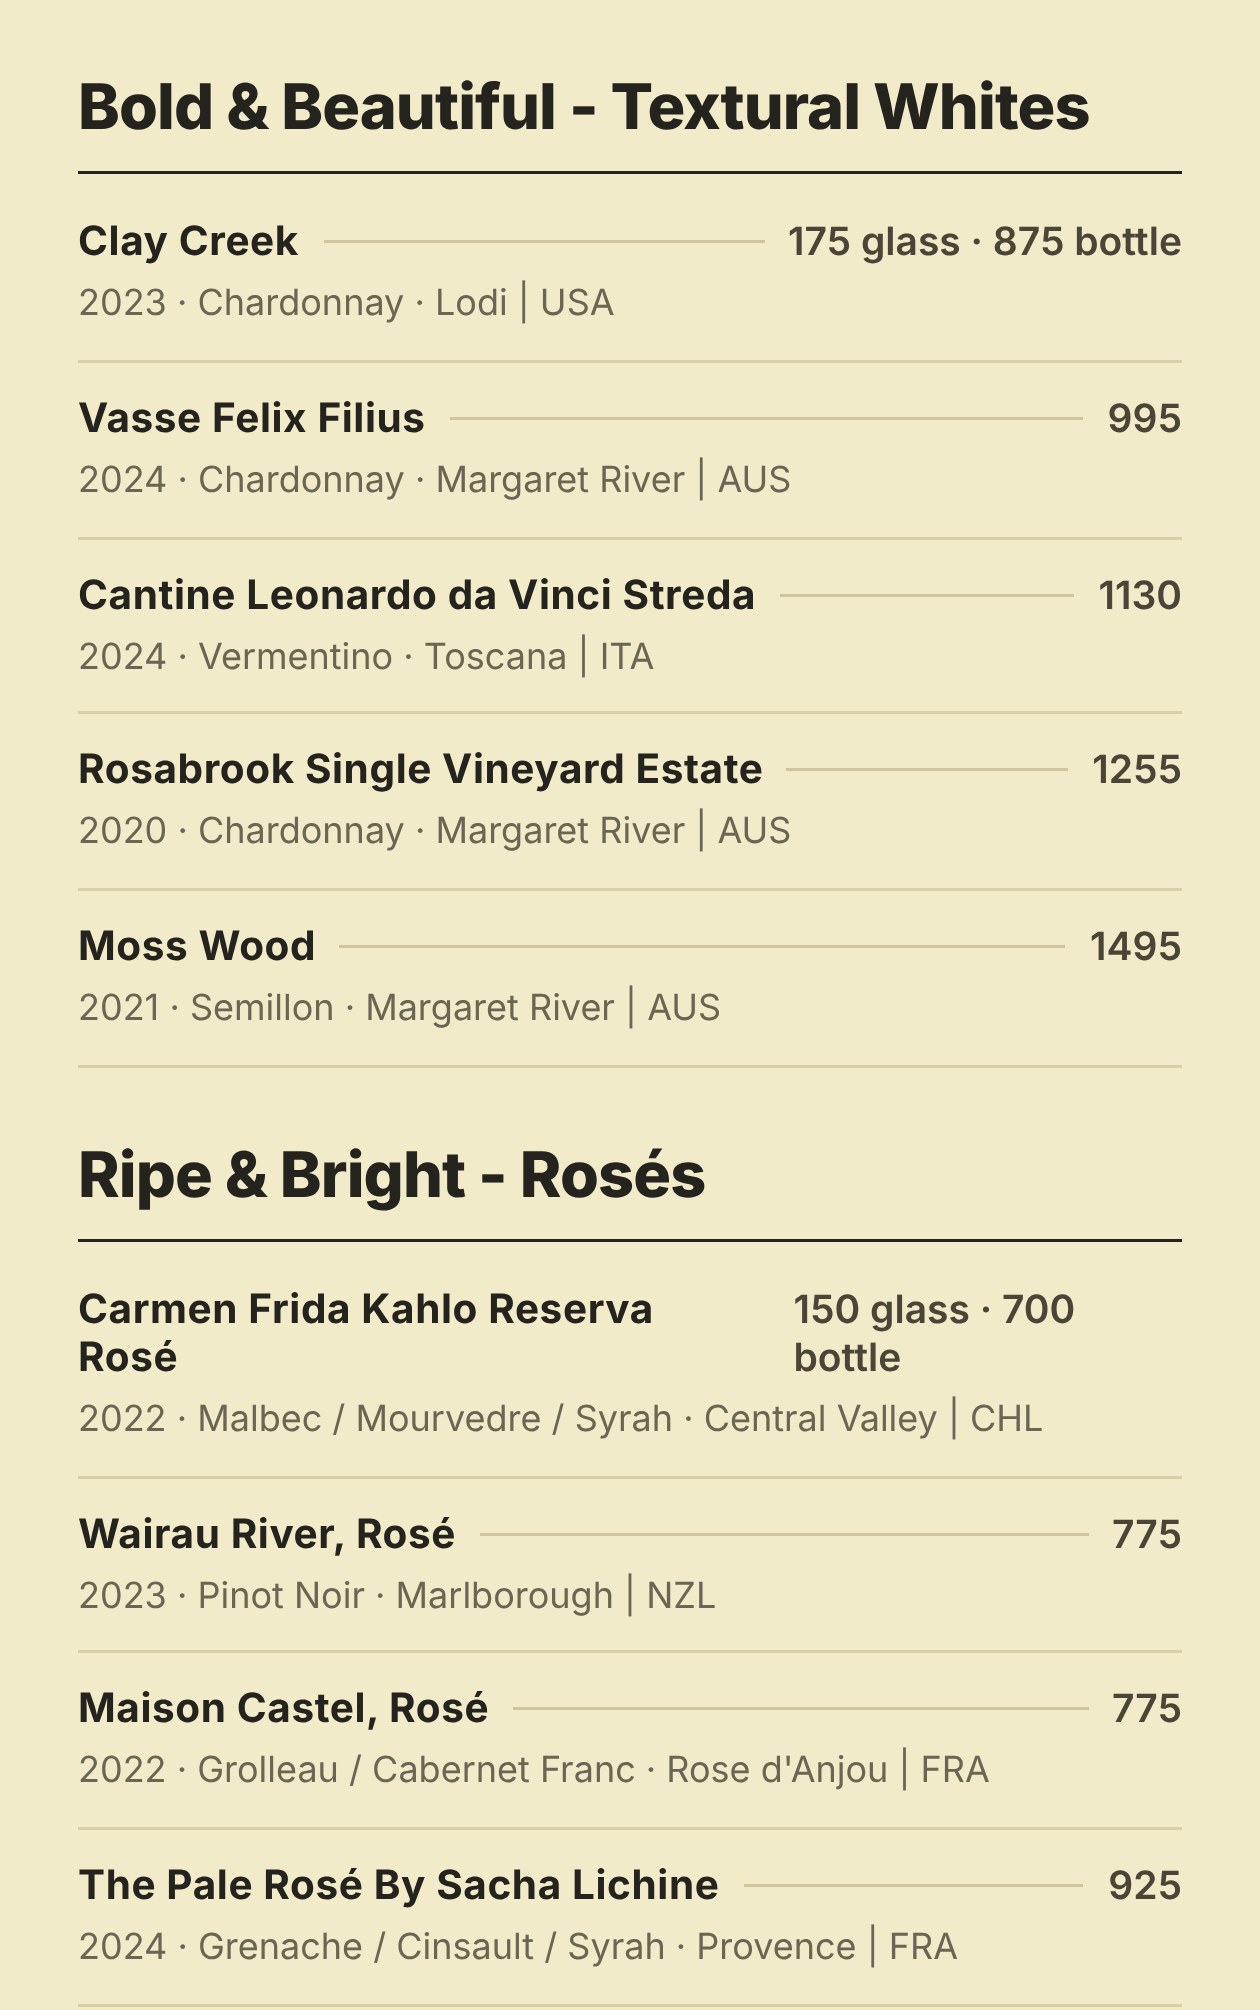 Bold & Beautiful - Textural Whites
Clay Creek 175 glass · 875 bottle
2023 · Chardonnay · Lodi | USA
Vasse Felix Filius 995
2024 · Chardonnay · Margaret River | AUS
Cantine Leonardo da Vinci Streda 1130
2024 · Vermentino · Toscana | ITA
Rosabrook Single Vineyard Estate 1255
2020 · Chardonnay · Margaret River | AUS
Moss Wood 1495
2021 · Semillon · Margaret River | AUS
Ripe & Bright - Rosés
Carmen Frida Kahlo Reserva 150 glass · 700
Rosé bottle
2022 · Malbec / Mourvedre / Syrah · Central Valley | CHL
Wairau River, Rosé 775
2023 · Pinot Noir · Marlborough | NZL
Maison Castel, Rosé 775
2022 · Grolleau / Cabernet Franc · Rose d'Anjou | FRA
The Pale Rosé By Sacha Lichine 925
2024 · Grenache / Cinsault / Syrah · Provence | FRA